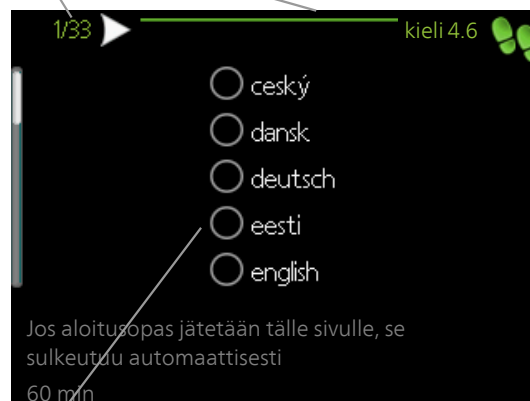 1/33
kieli 4.6
ceský
dansk
deutsch
eesti
english
Jos aloitusopas jätetään tälle sivulle, se
sulkeutuu automaattisesti
60 min